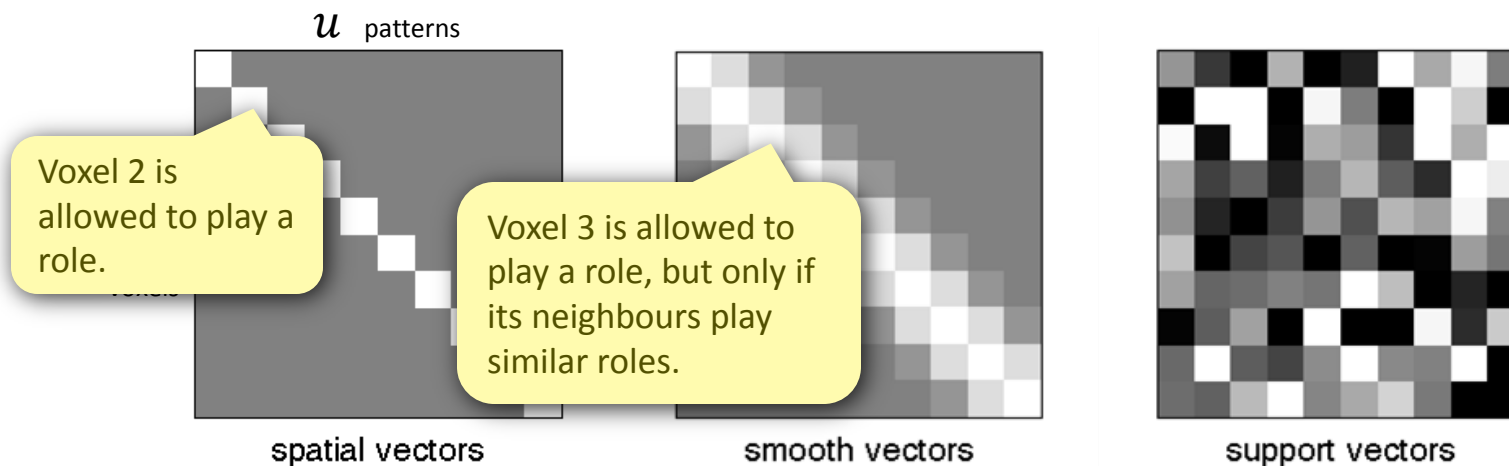 u patterns
Voxel 2 is
allowed to play a
role.
Voxel 3 is allowed to
play a role, but only if
its neighbours play
similar roles.
voxels
spatial vectors
smooth vectors
support vectors